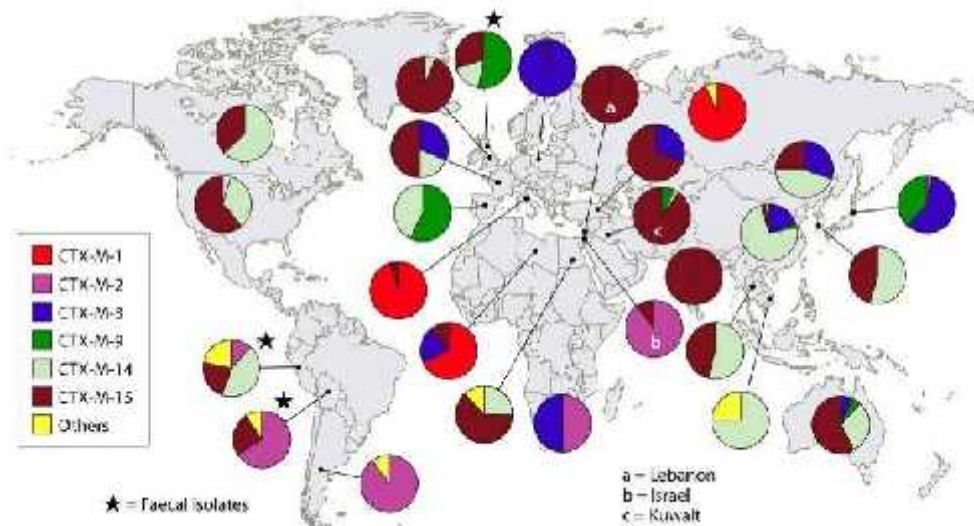 a
c
b
CTX-M-1
CTX-M-2
CTX-M-3
CTX-M-9
CTX-M-14
CTX-M-15
Others
★ = Faecal isolates
a = Lebanon
b = Israel
c = Kuwait